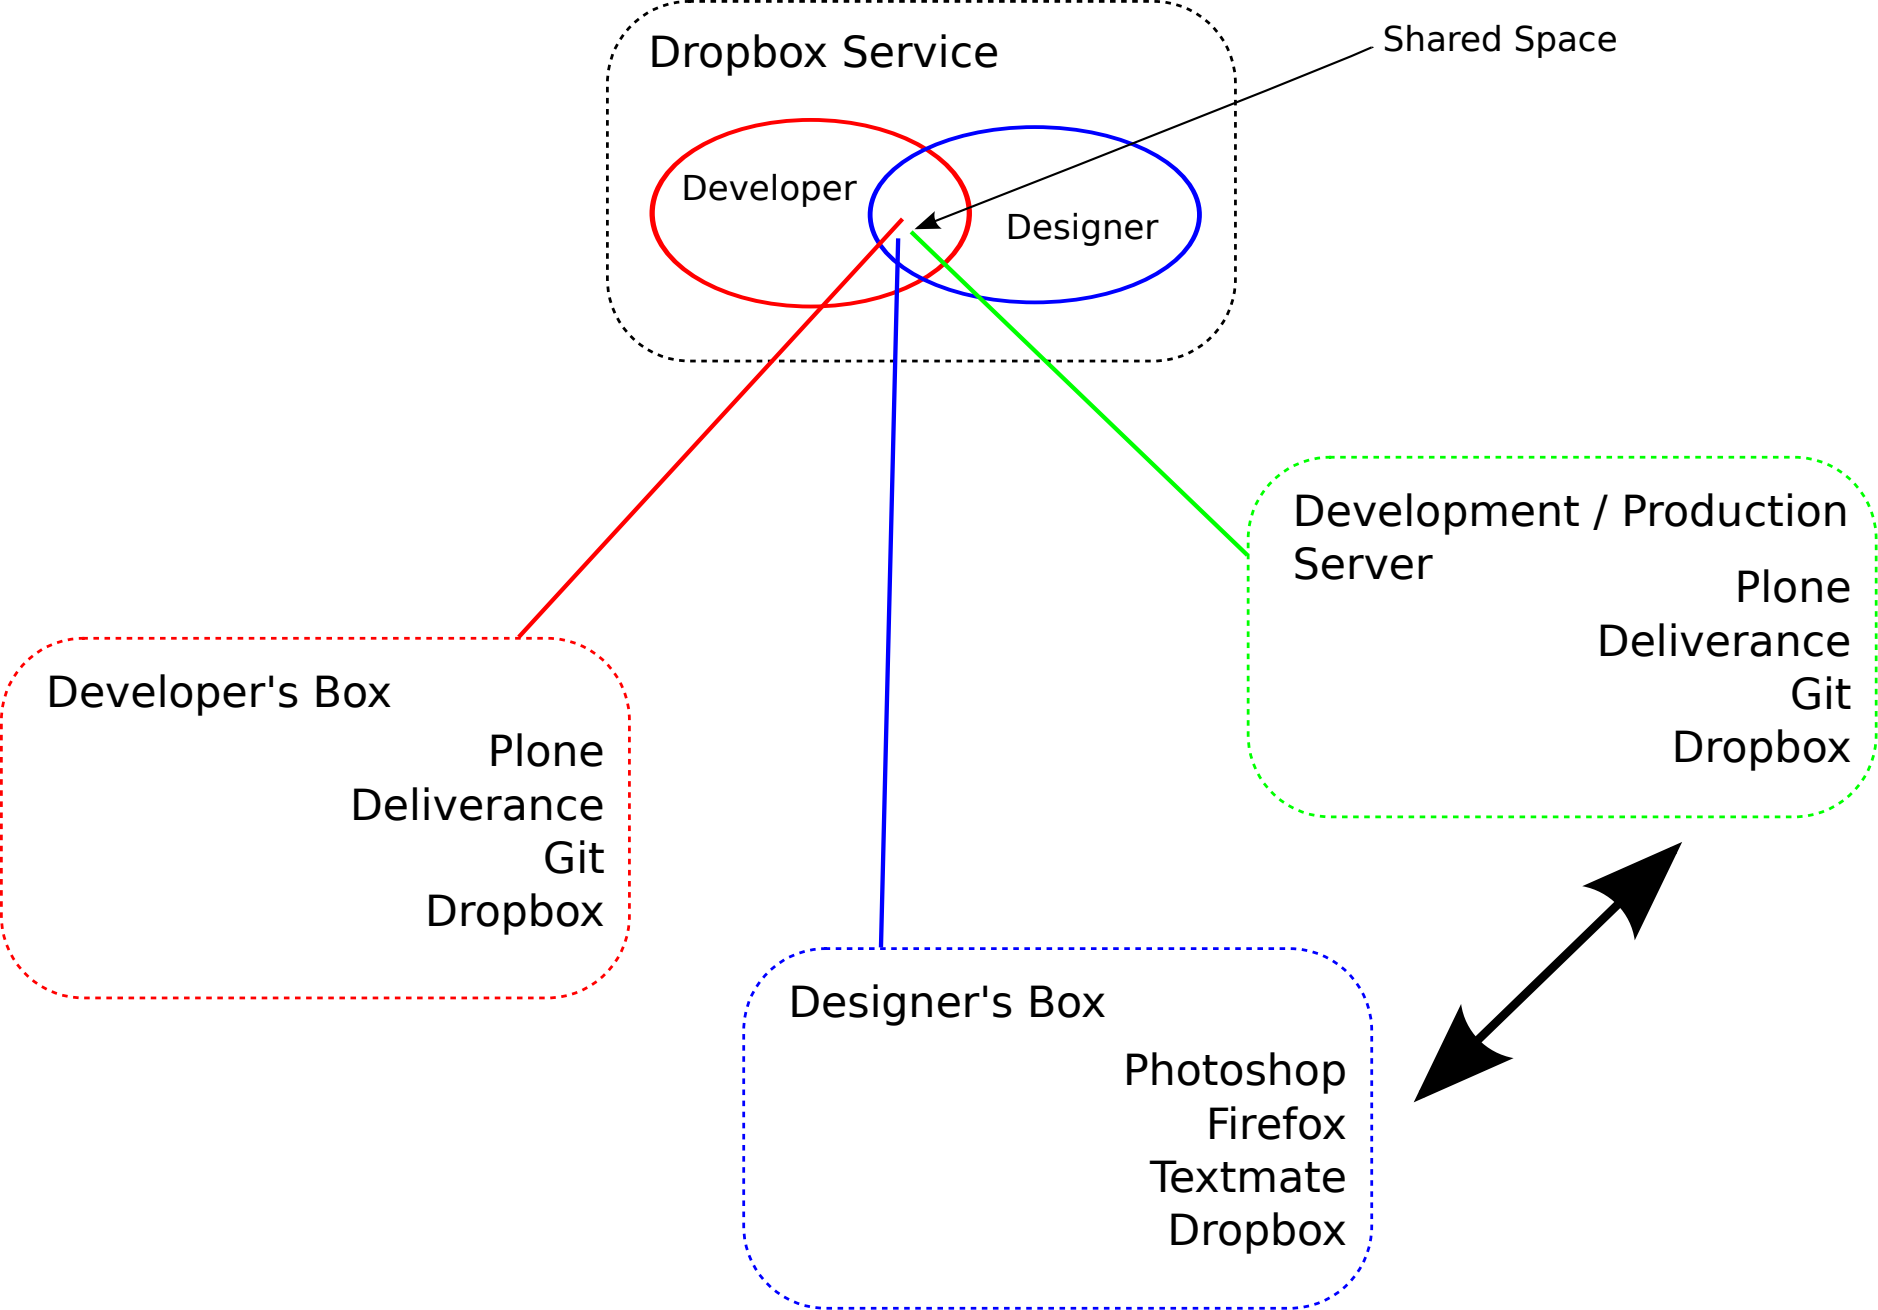 Dropbox Service
Shared Space
Developer
Designer
Development / Production
Server
Plone
Deliverance
Git
Dropbox
Developer's Box
Plone
Deliverance
Git
Dropbox
Designer's Box
Photoshop
Firefox
Textmate
Dropbox